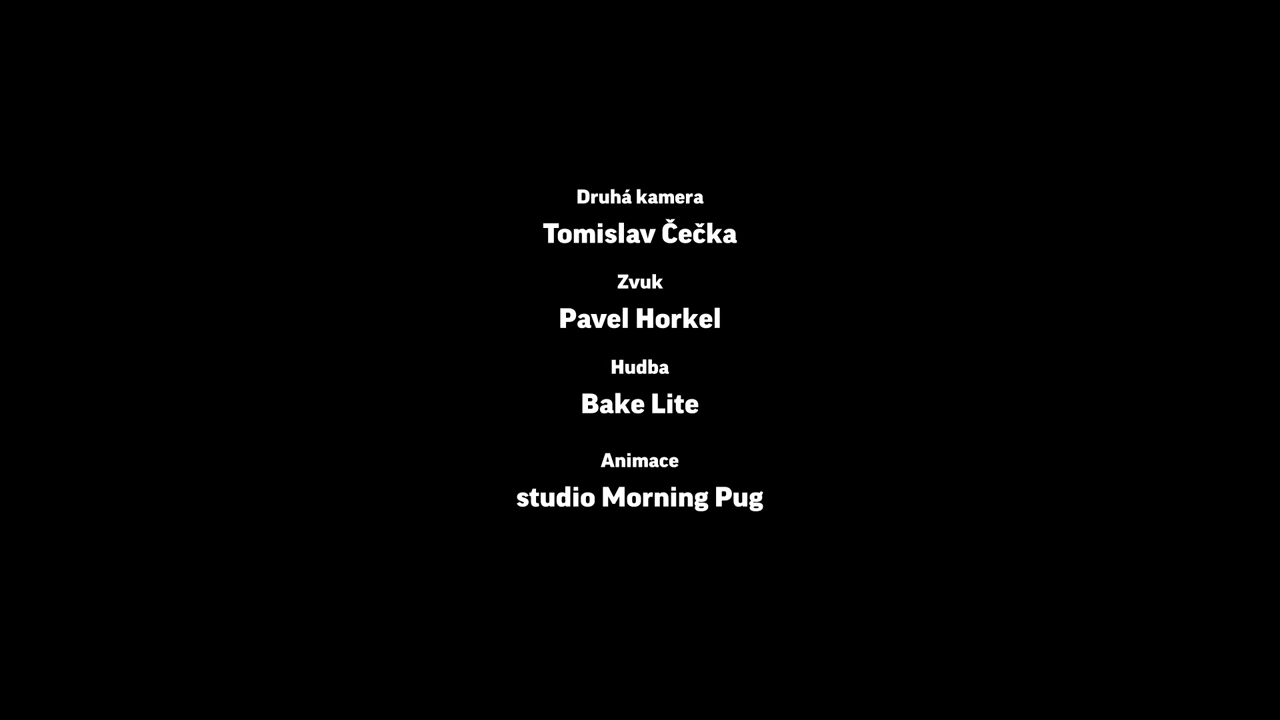 Druhá kamera
Tomislav Čečka
Zvuk
Pavel Horkel
Hudba
Bake Lite
Animace
studio Morning Pug